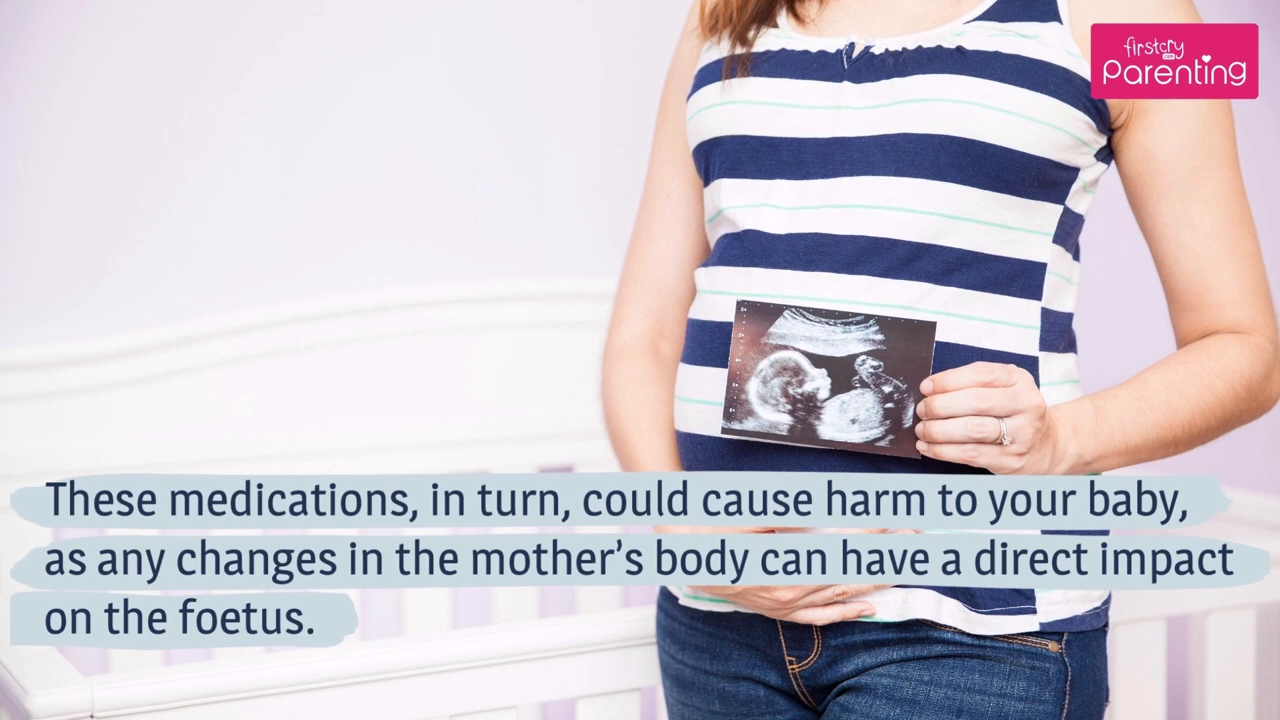 firstcry
.com
Parenting
These medications, in turn, could cause harm to your baby,
as any changes in the mother's body can have a direct impact
on the foetus.